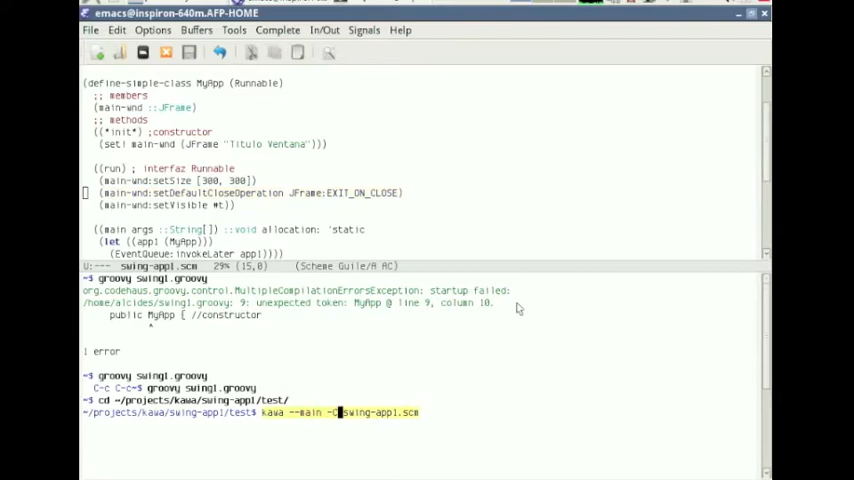 emacs@inspiron-640m.AFP-HOME
File Edit Options Buffers Tools Complete In/Out Signals Help
(define-simple-class MyApp (Runnable)
;; members
(main-wnd ::JFrame)
;; methods
((*init*) ;constructor
(set! main-wnd (JFrame "Titulo Ventana")))
((run) ; interfaz Runnable
(main-wnd:setSize [300, 300])
(main-wnd:setDefaultCloseOperation JFrame:EXIT_ON_CLOSE)
(main-wnd:setVisible #t))
((main args ::String[]) ::void allocation: 'static
(let ((app1 (MyApp)))
(EventQueue:invokeLater app1))))
U:--- swing-app1.scm 29% (15,0) (Scheme Guile/A AC)
~$ groovy swing1.groovy
org.codehaus.groovy.control.MultipleCompilationErrorsException: startup failed:
/home/alcides/swing1.groovy: 9: unexpected token: MyApp @ line 9, column 10.
public MyApp { //constructor
^
1 error
~$ groovy swing1.groovy
C-c C-c~$ groovy swing1.groovy
~$ cd ~/projects/kawa/swing-app1/test/
~/projects/kawa/swing-app1/test$ kawa --main -C swing-app1.scm